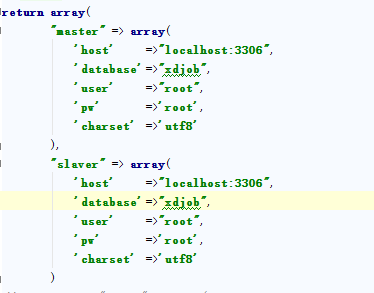 return array(
"master" => array(
'host' =>"localhost:3306",
'database'=>"xdjob",
'user' =>"root",
'pw' =>"root",
'charset' =>'utf8'
),
"slaver" => array(
'host' =>"localhost:3306",
'database'=>"xdjob",
'user' =>"root",
'pw' =>"root",
'charset' =>'utf8'
)